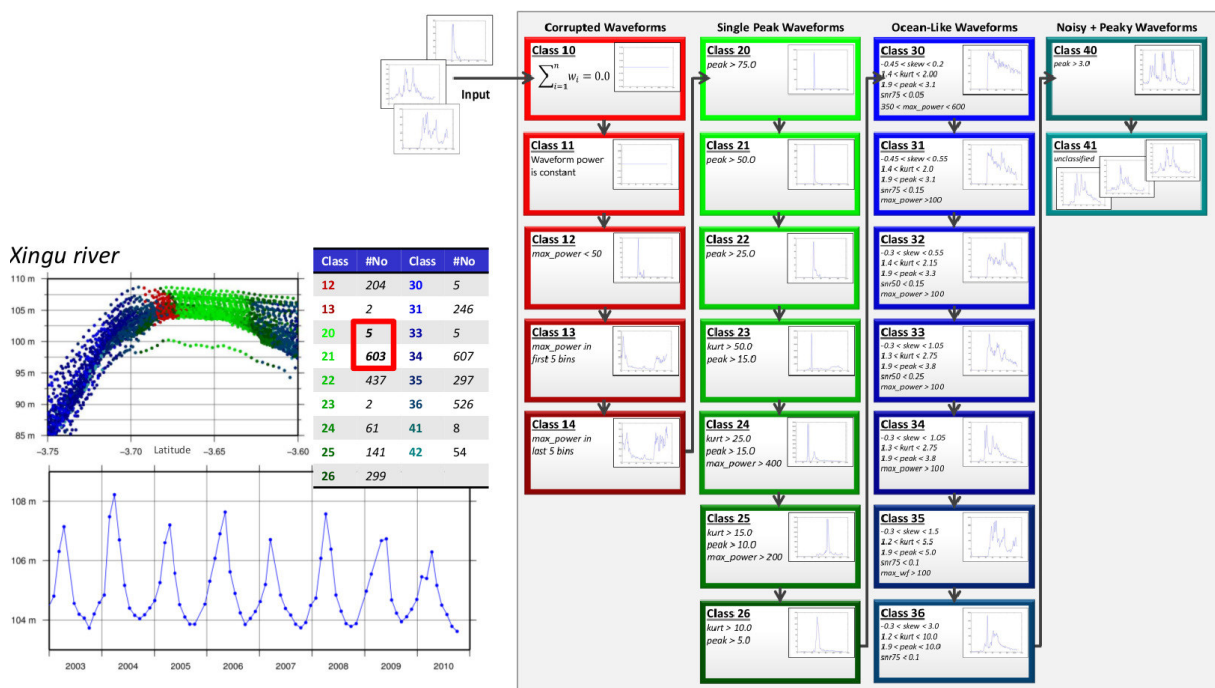 Input
Corrupted Waveforms
Class 10
∑ⁿᵢ₌₁ wᵢ = 0.0
Class 11
Waveform power
is constant
Class 12
max_power < 50
Class 13
max_power in
first 5 bins
Class 14
max_power in
last 5 bins
Single Peak Waveforms
Class 20
peak > 75.0
Class 21
peak > 50.0
Class 22
peak > 25.0
Class 23
kurt > 50.0
peak > 15.0
Class 24
kurt > 25.0
peak > 15.0
max_power > 400
Class 25
kurt > 15.0
peak > 10.0
max_power > 200
Class 26
kurt > 10.0
peak > 5.0
Ocean-Like Waveforms
Class 30
-0.45 < skew < 0.2
1.4 < kurt < 2.00
1.9 < peak < 3.1
snr75 < 0.05
350 < max_power < 600
Class 31
-0.45 < skew < 0.55
1.4 < kurt < 2.0
1.9 < peak < 3.1
snr75 < 0.15
max_power >100
Class 32
-0.3 < skew < 0.55
1.4 < kurt < 2.15
1.9 < peak < 3.3
snr50 < 0.15
max_power > 100
Class 33
-0.3 < skew < 1.05
1.3 < kurt < 2.75
1.9 < peak < 3.8
snr50 < 0.25
max_power > 100
Class 34
-0.3 < skew < 1.05
1.3 < kurt < 2.75
1.9 < peak < 3.8
max_power > 100
Class 35
-0.3 < skew < 1.5
1.2 < kurt < 5.5
1.9 < peak < 5.0
snr75 < 0.1
max_wf > 100
Class 36
-0.3 < skew < 3.0
1.2 < kurt < 10.0
1.9 < peak < 10.0
snr75 < 0.1
Noisy + Peaky Waveforms
Class 40
peak > 3.0
Class 41
unclassified
Xingu river
110 m
105 m
100 m
95 m
90 m
85 m
-3.75 -3.70 -3.65 -3.60
Latitude
Class #No Class #No
12 204 30 5
13 2 31 246
20 5 33 5
21 603 34 607
22 437 35 297
23 2 36 526
24 61 41 8
25 141 42 54
26 299
108 m
106 m
104 m
2003 2004 2005 2006 2007 2008 2009 2010